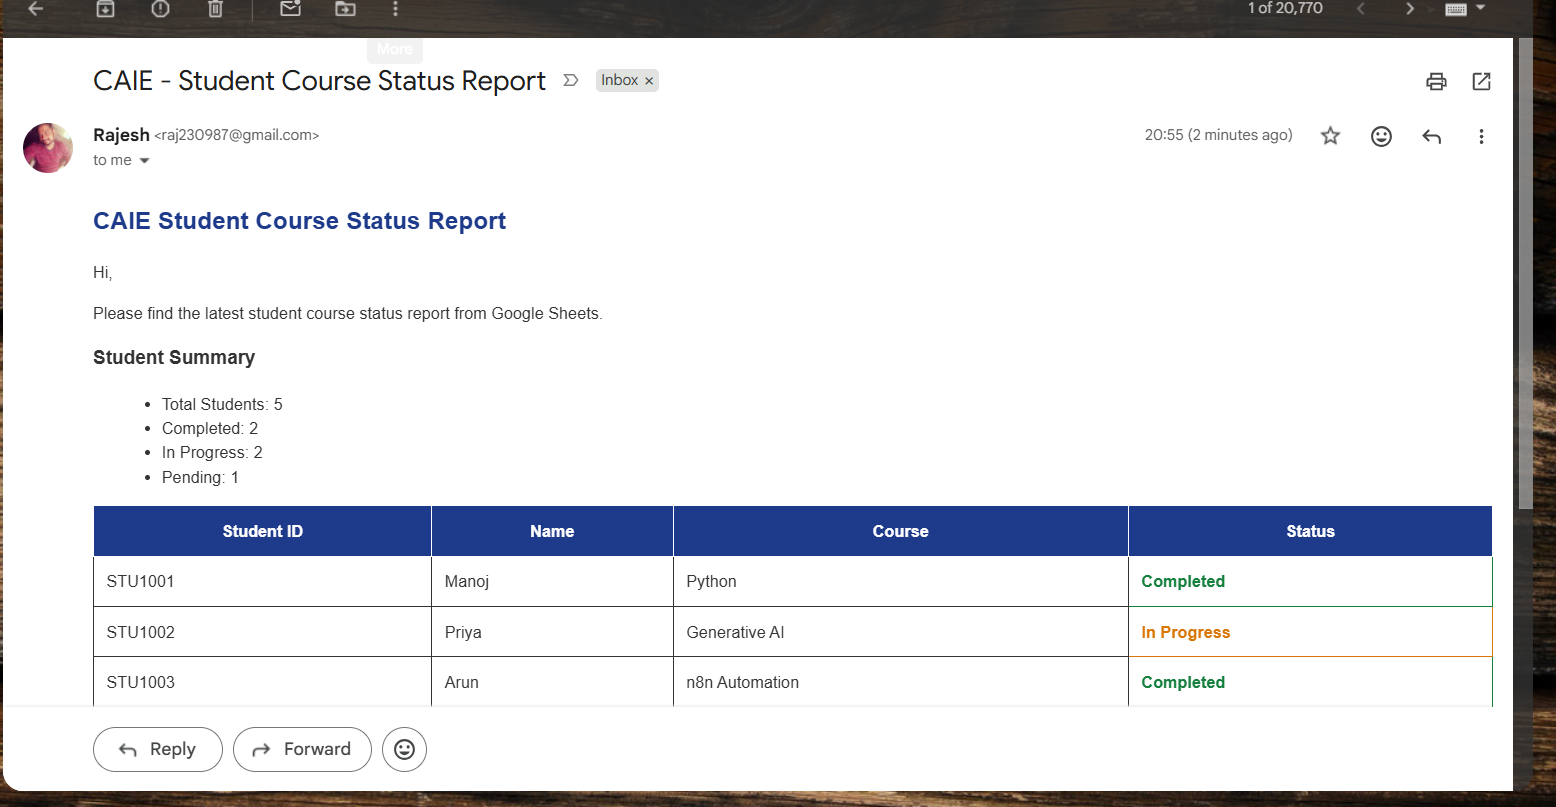 1 of 20,770
More
CAIE - Student Course Status Report Inbox ×
Rajesh <raj230987@gmail.com> 20:55 (2 minutes ago)
to me
CAIE Student Course Status Report
Hi,
Please find the latest student course status report from Google Sheets.
Student Summary
• Total Students: 5
• Completed: 2
• In Progress: 2
• Pending: 1
Student ID Name Course Status
STU1001 Manoj Python Completed
STU1002 Priya Generative AI In Progress
STU1003 Arun n8n Automation Completed
Reply Forward